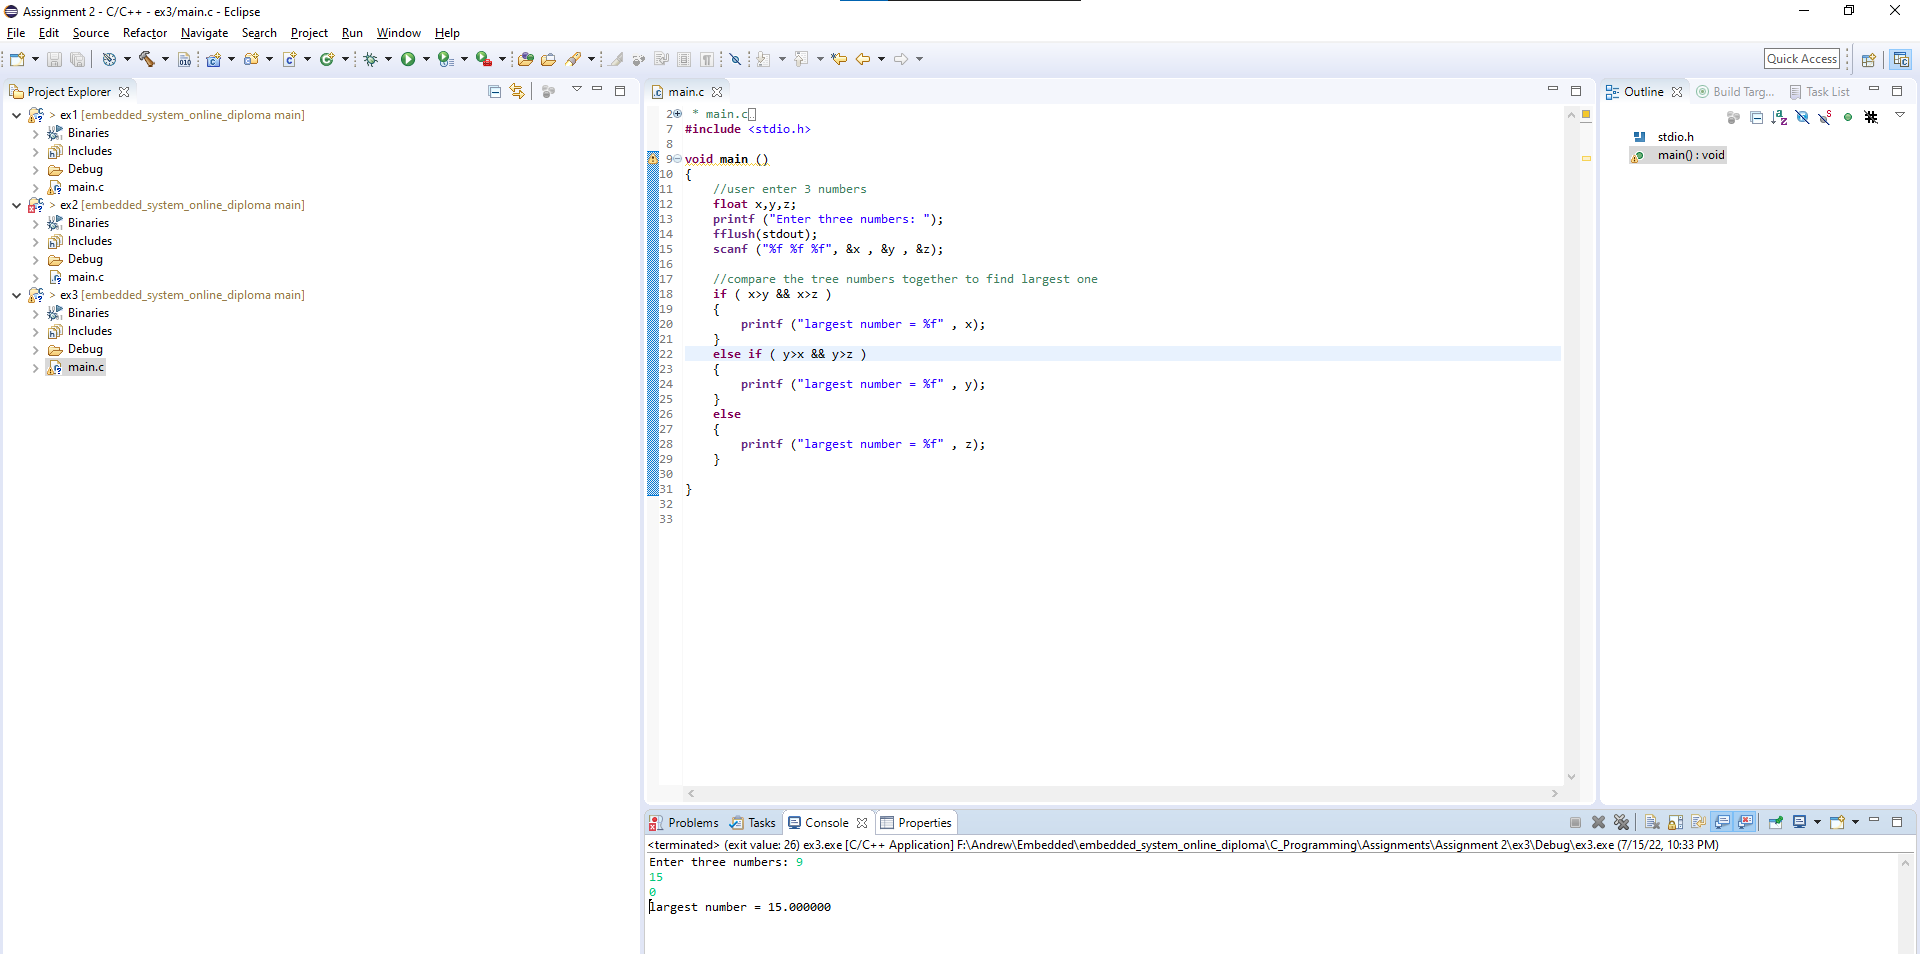 Assignment 2 - C/C++ - ex3/main.c - Eclipse
File Edit Source Refactor Navigate Search Project Run Window Help
Quick Access
Project Explorer
> ex1 [embedded_system_online_diploma main]
Binaries
Includes
Debug
main.c
> ex2 [embedded_system_online_diploma main]
Binaries
Includes
Debug
main.c
> ex3 [embedded_system_online_diploma main]
Binaries
Includes
Debug
main.c
main.c
2 * main.c
7 #include <stdio.h>
8
9 void main ()
10 {
11 //user enter 3 numbers
12 float x,y,z;
13 printf ("Enter three numbers: ");
14 fflush(stdout);
15 scanf ("%f %f %f", &x , &y , &z);
16
17 //compare the tree numbers together to find largest one
18 if ( x>y && x>z )
19 {
20 printf ("largest number = %f" , x);
21 }
22 else if ( y>x && y>z )
23 {
24 printf ("largest number = %f" , y);
25 }
26 else
27 {
28 printf ("largest number = %f" , z);
29 }
30
31 }
32
33
Outline Build Targ... Task List
stdio.h
main() : void
Problems Tasks Console Properties
<terminated> (exit value: 26) ex3.exe [C/C++ Application] F:\Andrew\Embedded\embedded_system_online_diploma\C_Programming\Assignments\Assignment 2\ex3\Debug\ex3.exe (7/15/22, 10:33 PM)
Enter three numbers: 9
15
0
largest number = 15.000000